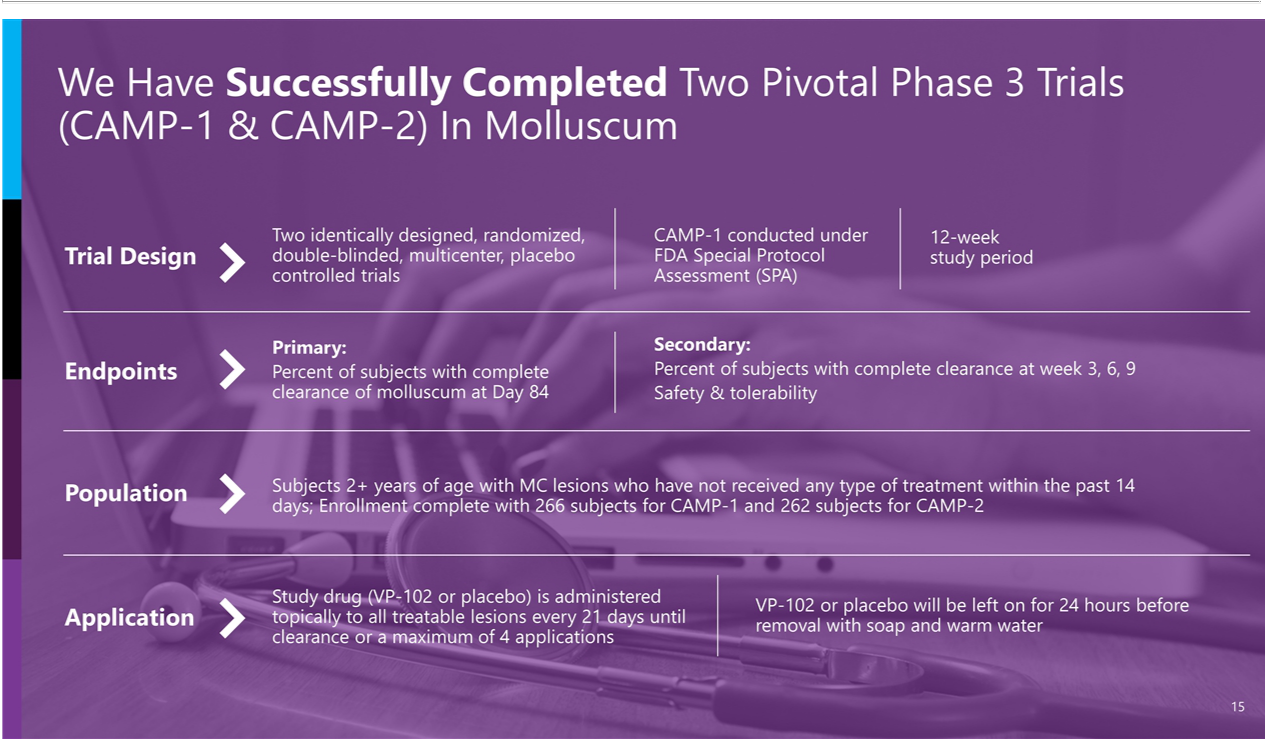 We Have Successfully Completed Two Pivotal Phase 3 Trials
(CAMP-1 & CAMP-2) In Molluscum
Trial Design
Two identically designed, randomized,
double-blinded, multicenter, placebo
controlled trials
CAMP-1 conducted under
FDA Special Protocol
Assessment (SPA)
12-week
study period
Endpoints
Primary:
Percent of subjects with complete
clearance of molluscum at Day 84
Secondary:
Percent of subjects with complete clearance at week 3, 6, 9
Safety & tolerability
Population
Subjects 2+ years of age with MC lesions who have not received any type of treatment within the past 14
days; Enrollment complete with 266 subjects for CAMP-1 and 262 subjects for CAMP-2
Application
Study drug (VP-102 or placebo) is administered
topically to all treatable lesions every 21 days until
clearance or a maximum of 4 applications
VP-102 or placebo will be left on for 24 hours before
removal with soap and warm water
15